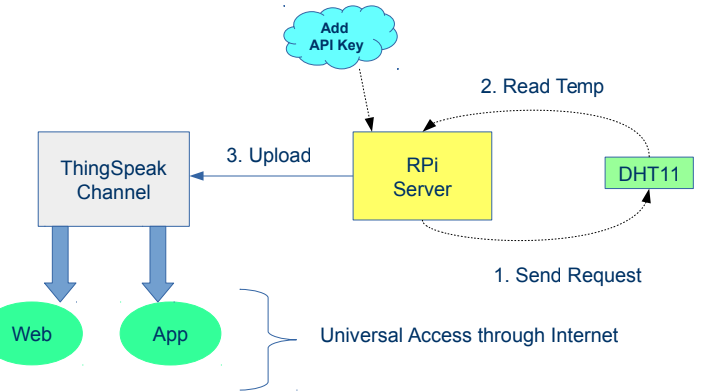 Add
API Key
2. Read Temp
3. Upload
ThingSpeak
Channel
RPi
Server
DHT11
1. Send Request
Web
App
Universal Access through Internet